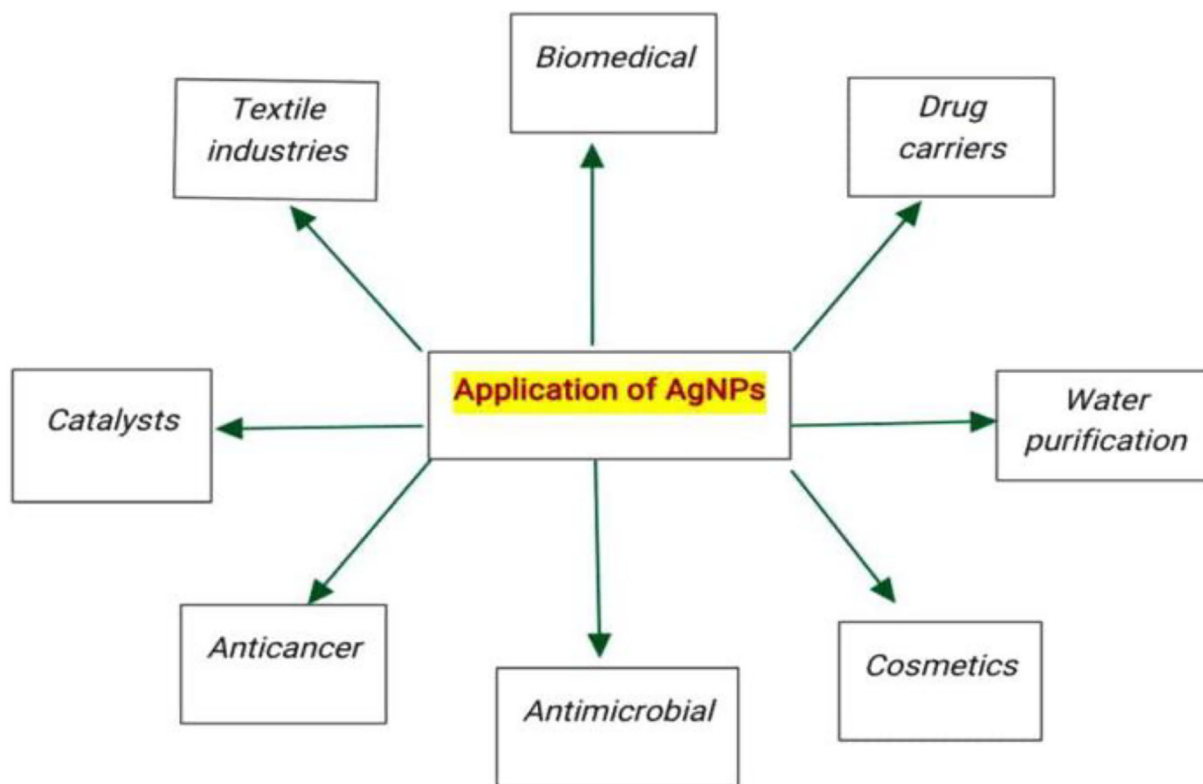 Biomedical
Textile
industries
Drug
carriers
Application of AgNPs
Catalysts
Water
purification
Anticancer
Antimicrobial
Cosmetics